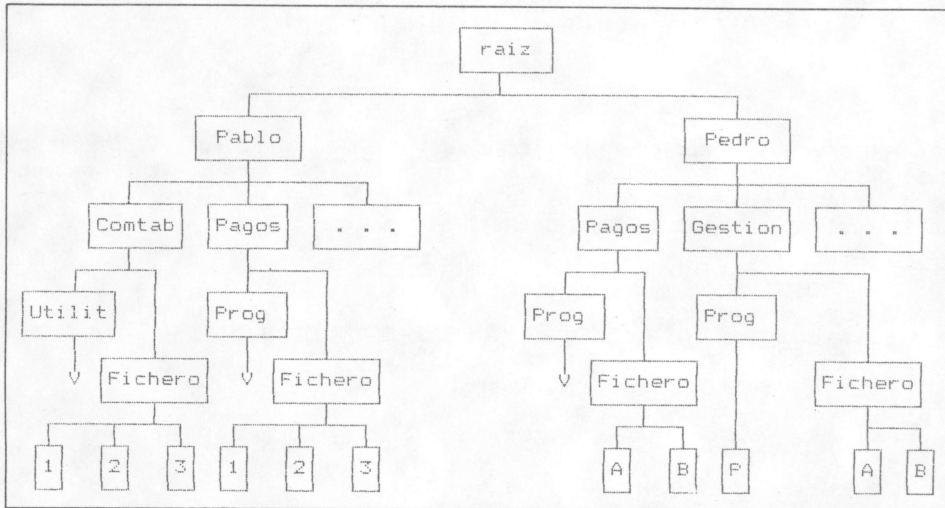 raiz
Pablo Pedro
Comtab Pagos . . . Pagos Gestion . . .
Utilit Prog Prog Prog
V Fichero V Fichero V Fichero Fichero
1 2 3 1 2 3 A B P A B